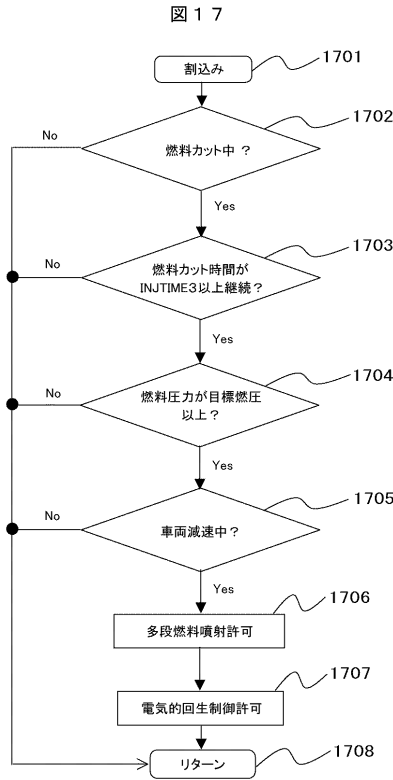 図17
割込み
1701
1702
No
燃料カット中 ?
Yes
1703
No
燃料カット時間が
INJTIME3以上継続?
Yes
1704
No
燃料圧力が目標燃圧
以上?
Yes
1705
No
車両減速中?
Yes
1706
多段燃料噴射許可
1707
電気的回生制御許可
リターン
1708